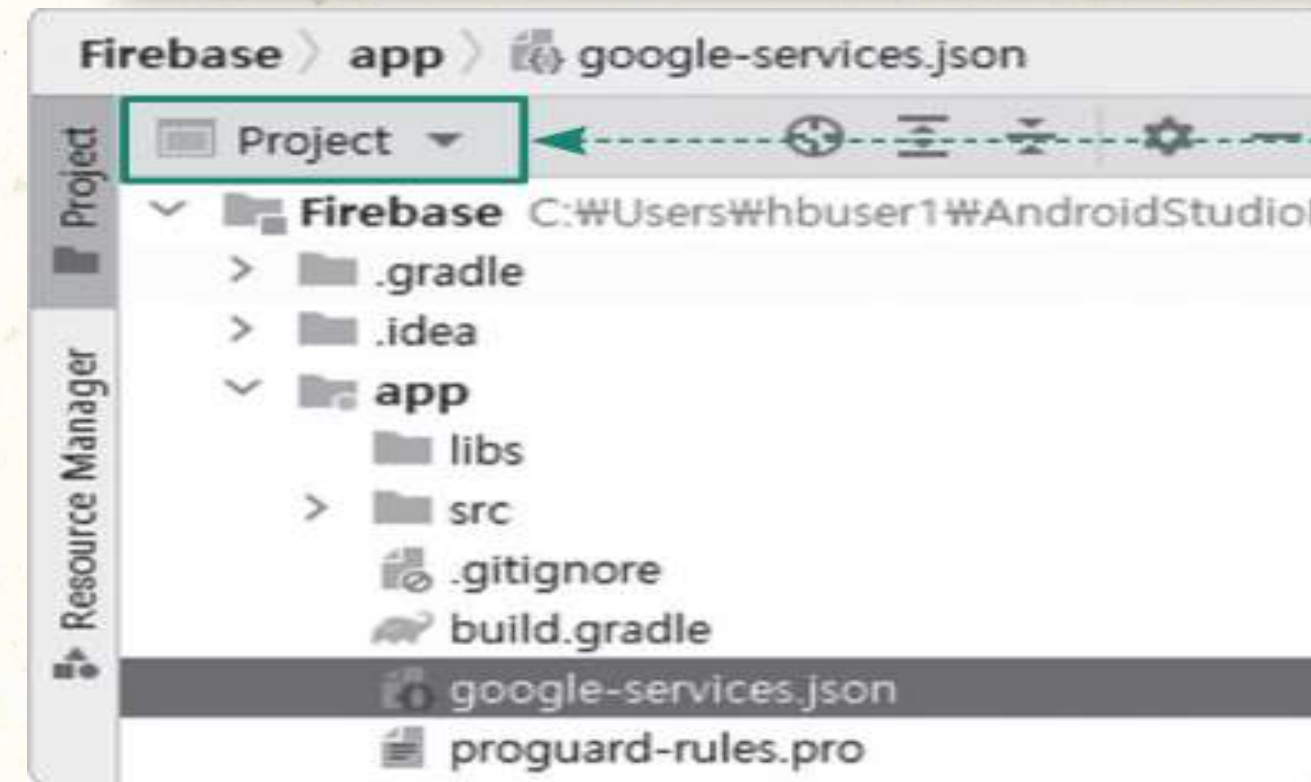 Firebase app google-services.json
Project
Project
Firebase C:₩Users₩hbuser1₩AndroidStudio
.gradle
.idea
app
libs
src
.gitignore
build.gradle
google-services.json
proguard-rules.pro
Resource Manager